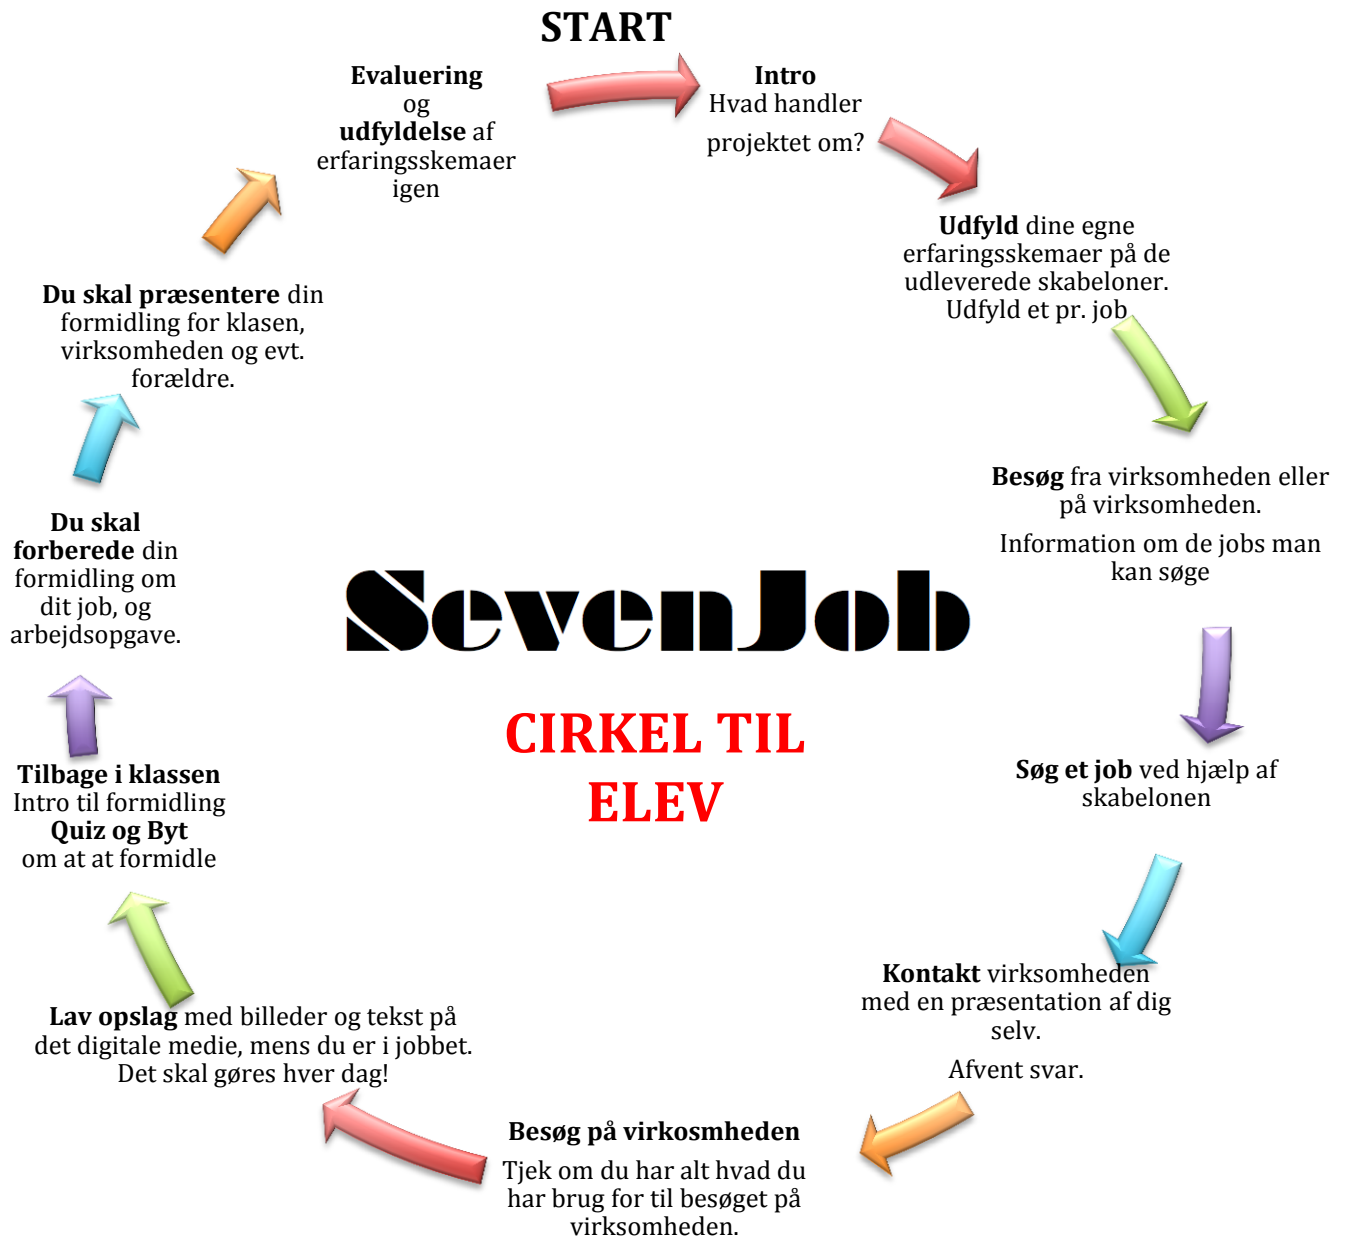 START
Intro
Hvad handler
projektet om?
Udfyld dine egne
erfaringsskemaer på de
udleverede skabeloner.
Udfyld et pr. job
Besøg fra virksomheden eller
på virksomheden.
Information om de jobs man
kan søge
Søg et job ved hjælp af
skabelonen
Kontakt virksomheden
med en præsentation af dig
selv.
Afvent svar.
Besøg på virkosmheden
Tjek om du har alt hvad du
har brug for til besøget på
virksomheden.
Lav opslag med billeder og tekst på
det digitale medie, mens du er i jobbet.
Det skal gøres hver dag!
Tilbage i klassen
Intro til formidling
Quiz og Byt
om at at formidle
Du skal
forberede din
formidling om
dit job, og
arbejdsopgave.
Du skal præsentere din
formidling for klasen,
virksomheden og evt.
forældre.
Evaluering
og
udfyldelse af
erfaringsskemaer
igen
SevenJob
CIRKEL TIL
ELEV